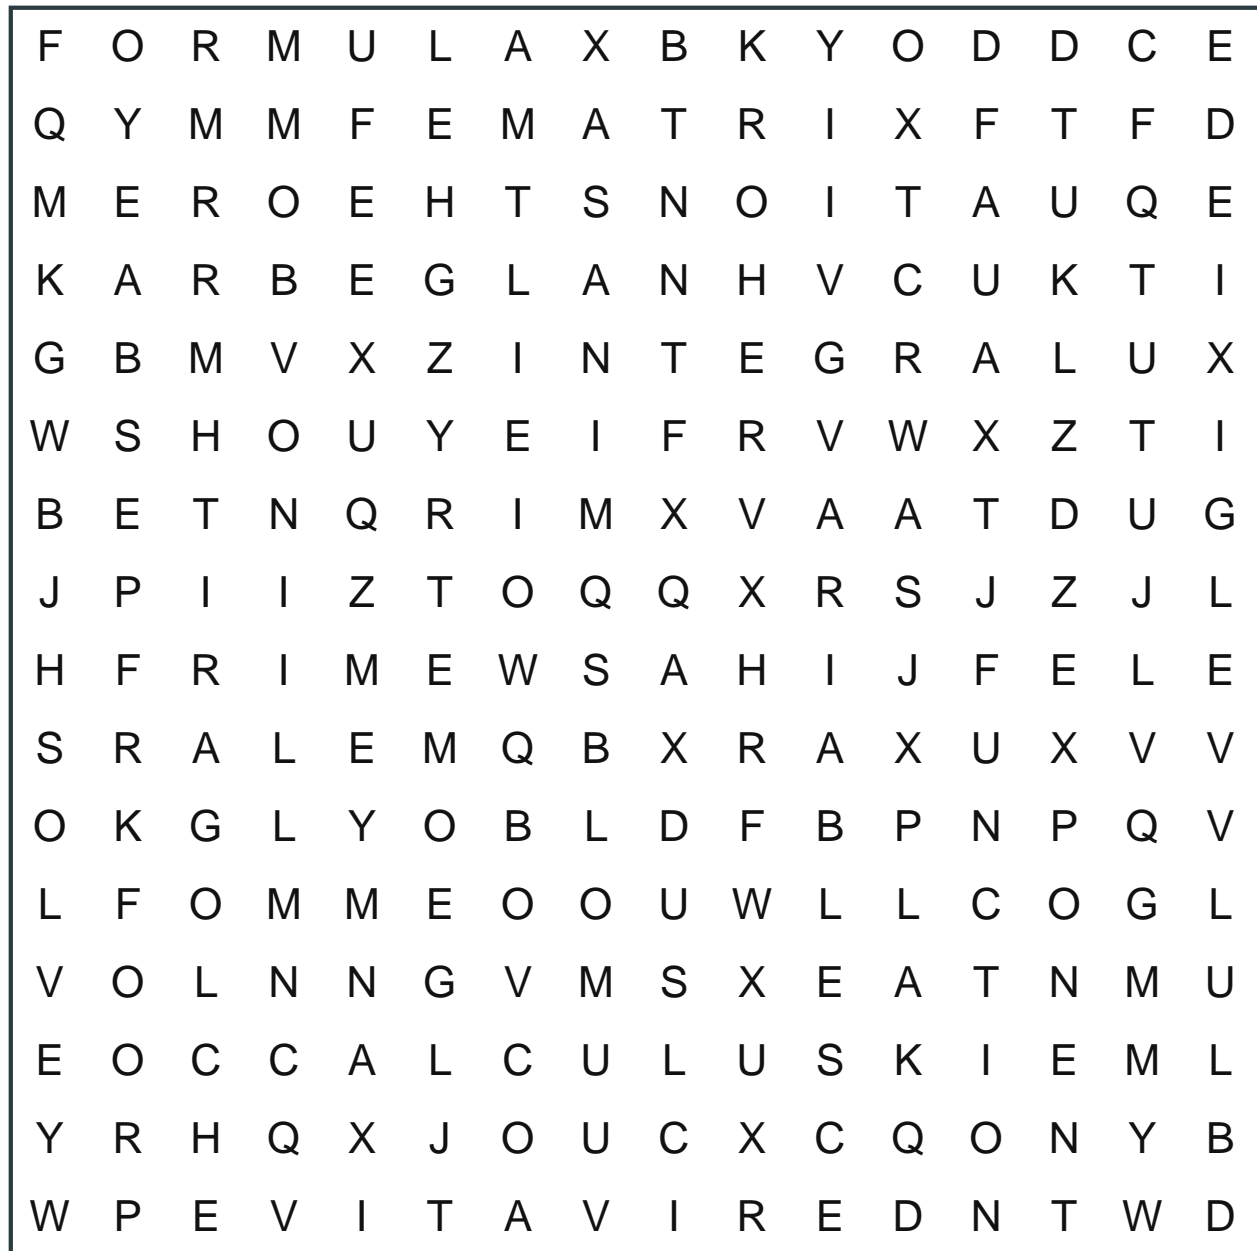 F O R M U L A X B K Y O D D C E
Q Y M M F E M A T R I X F T F D
M E R O E H T S N O I T A U Q E
K A R B E G L A N H V C U K T I
G B M V X Z I N T E G R A L U X
W S H O U Y E I F R V W X Z T I
B E T N Q R I M X V A A T D U G
J P I I Z T O Q Q X R S J Z J L
H F R I M E W S A H I J F E L E
S R A L E M Q B X R A X U X V V
O K G L Y O B L D F B P N P Q V
L F O M M E O O U W L L C O G L
V O L N N G V M S X E A T N M U
E O C C A L C U L U S K I E M L
Y R H Q X J O U C X C Q O N Y B
W P E V I T A V I R E D N T W D